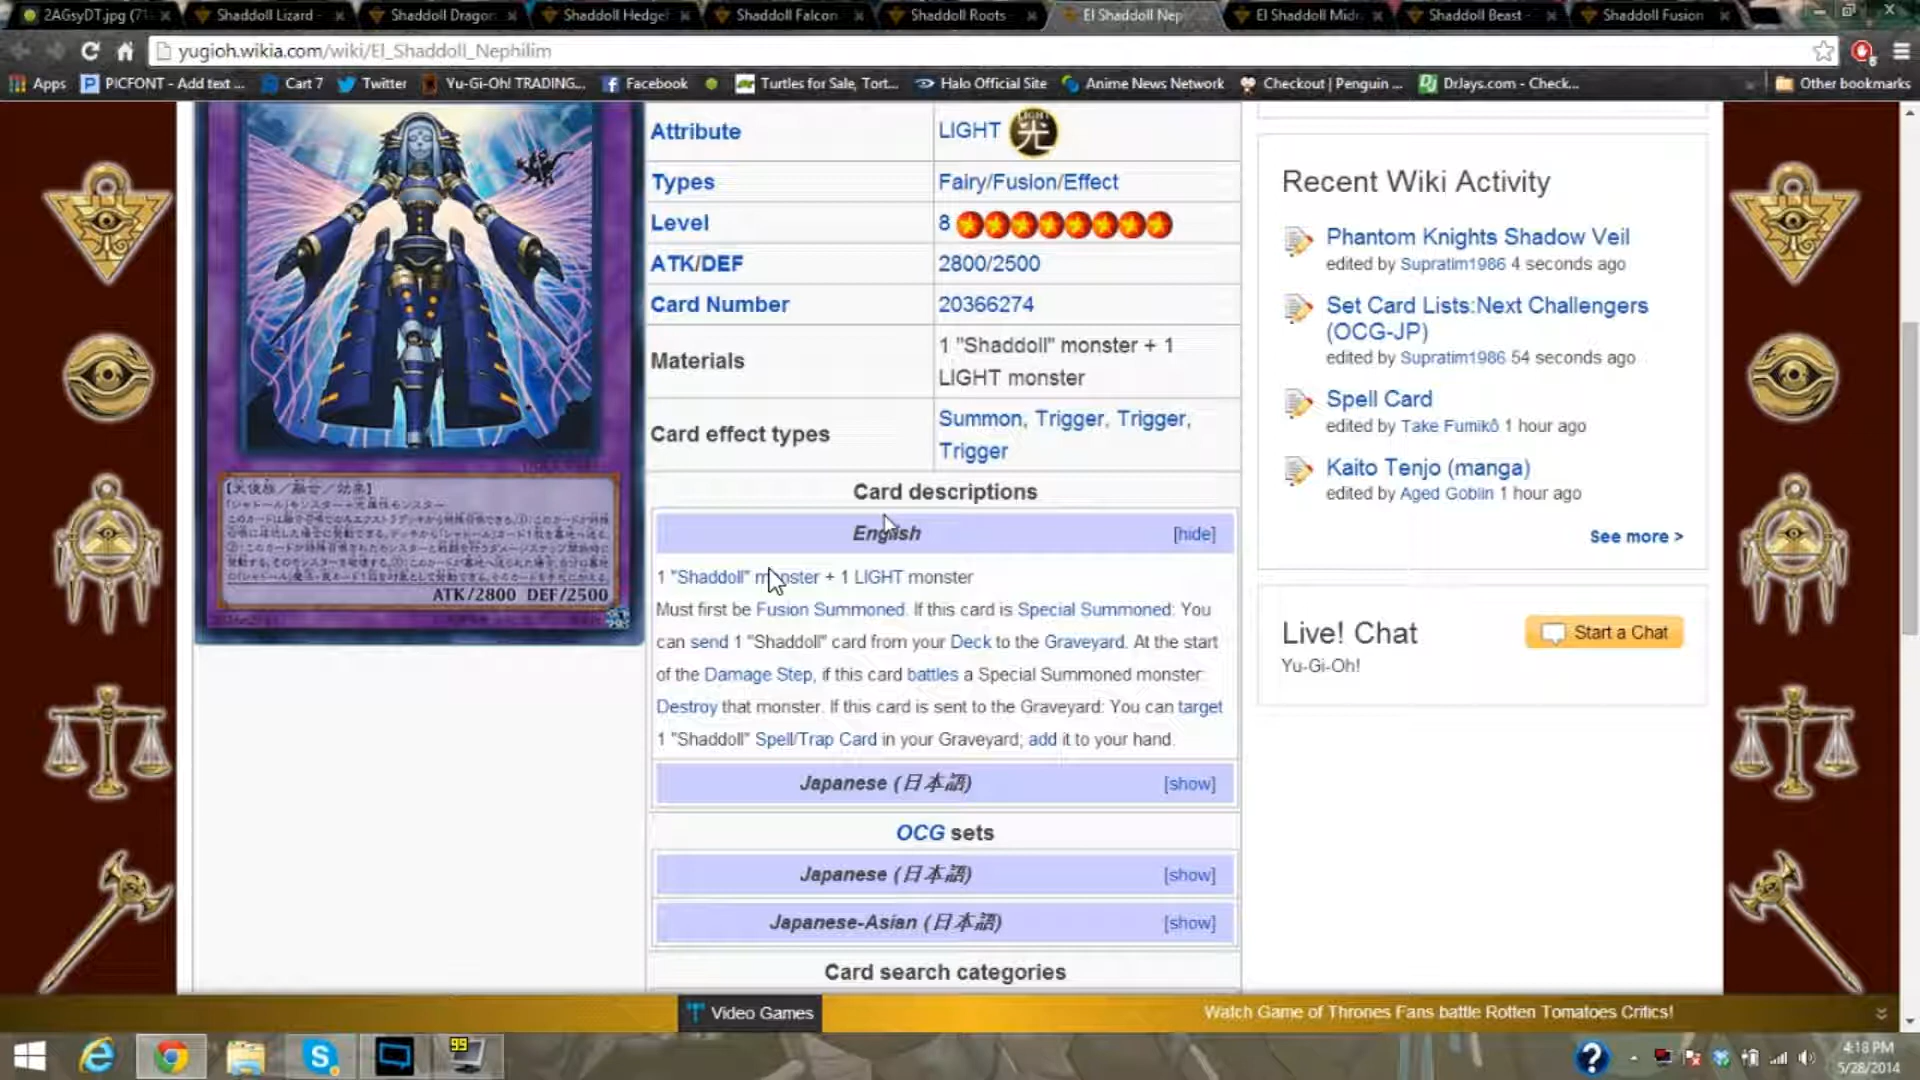 2AGsyDT.jpg (71
Shaddoll Lizard -
Shaddoll Dragon
Shaddoll Hedgeh
Shaddoll Falcon
Shaddoll Roots
El Shaddoll Nep
El Shaddoll Midr
Shaddoll Beast -
Shaddoll Fusion
yugioh.wikia.com/wiki/El_Shaddoll_Nephilim
Apps
PICFONT - Add text ...
Cart 7
Twitter
Yu-Gi-Oh! TRADING...
Facebook
Turtles for Sale, Tort...
Halo Official Site
Anime News Network
Checkout | Penguin ...
DrJays.com - Check...
Other bookmarks
ATK/2800 DEF/2500
Attribute LIGHT LIGHT 光
Types Fairy/Fusion/Effect
Level 8
ATK/DEF 2800/2500
Card Number 20366274
Materials 1 "Shaddoll" monster + 1
LIGHT monster
Card effect types Summon, Trigger, Trigger,
Trigger
Card descriptions
English [hide]
1 "Shaddoll" monster + 1 LIGHT monster
Must first be Fusion Summoned. If this card is Special Summoned: You
can send 1 "Shaddoll" card from your Deck to the Graveyard. At the start
of the Damage Step, if this card battles a Special Summoned monster:
Destroy that monster. If this card is sent to the Graveyard: You can target
1 "Shaddoll" Spell/Trap Card in your Graveyard; add it to your hand.
Japanese (日本語) [show]
OCG sets
Japanese (日本語) [show]
Japanese-Asian (日本語) [show]
Card search categories
Recent Wiki Activity
Phantom Knights Shadow Veil
edited by Supratim1986 4 seconds ago
Set Card Lists:Next Challengers
(OCG-JP)
edited by Supratim1986 54 seconds ago
Spell Card
edited by Take Fumikô 1 hour ago
Kaito Tenjo (manga)
edited by Aged Goblin 1 hour ago
See more >
Live! Chat
Start a Chat
Yu-Gi-Oh!
Video Games
Watch Game of Thrones Fans battle Rotten Tomatoes Critics!
99
4:18 PM
5/28/2014